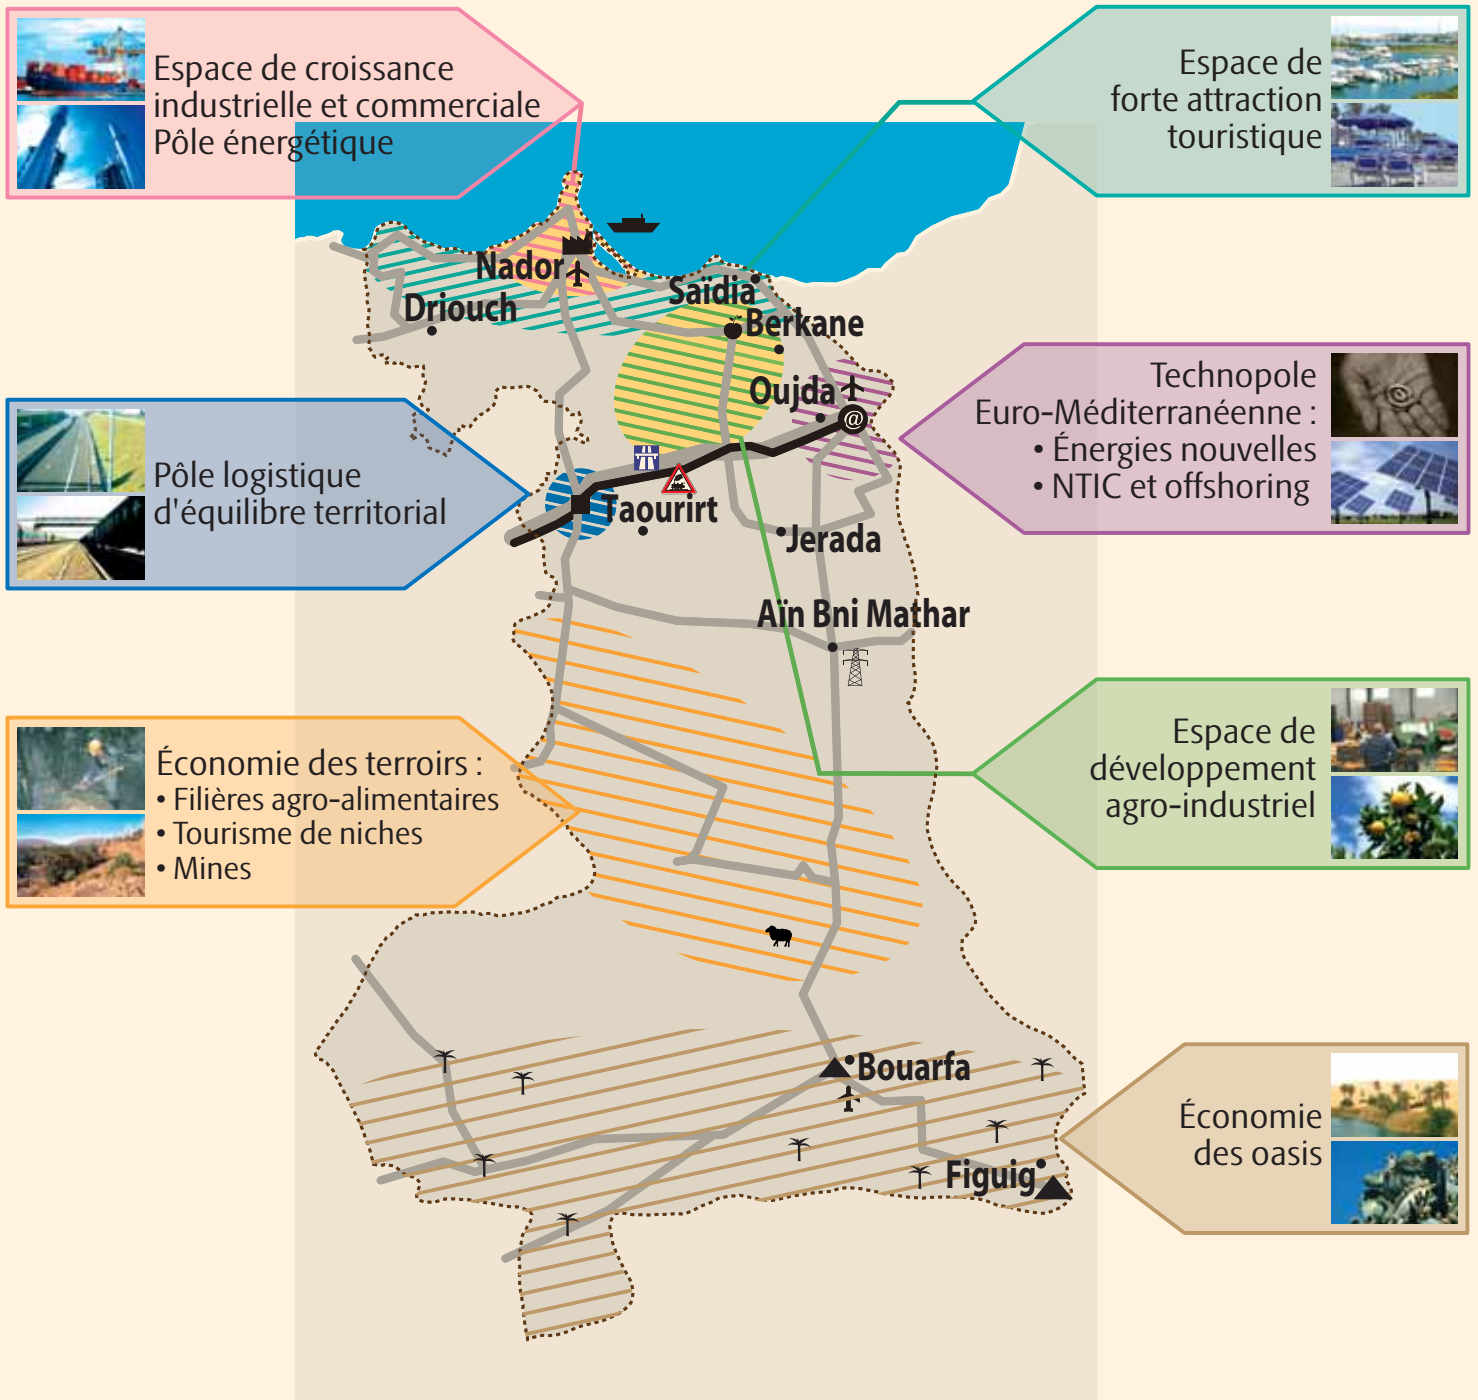 Espace de croissance
industrielle et commerciale
Pôle énergétique
Espace de
forte attraction
touristique
Nador
Saïdia
Driouch
Berkane
Oujda
@
Technopole
Euro-Méditerranéenne :
• Énergies nouvelles
• NTIC et offshoring
Pôle logistique
d'équilibre territorial
Taourirt
Jerada
Aïn Bni Mathar
Économie des terroirs :
• Filières agro-alimentaires
• Tourisme de niches
• Mines
Espace de
développement
agro-industriel
Bouarfa
Figuig
Économie
des oasis